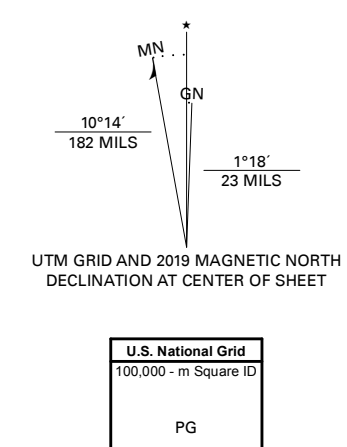 ★
MN
GN
10°14´
182 MILS
1°18´
23 MILS
UTM GRID AND 2019 MAGNETIC NORTH
DECLINATION AT CENTER OF SHEET
U.S. National Grid
100,000 - m Square ID
PG